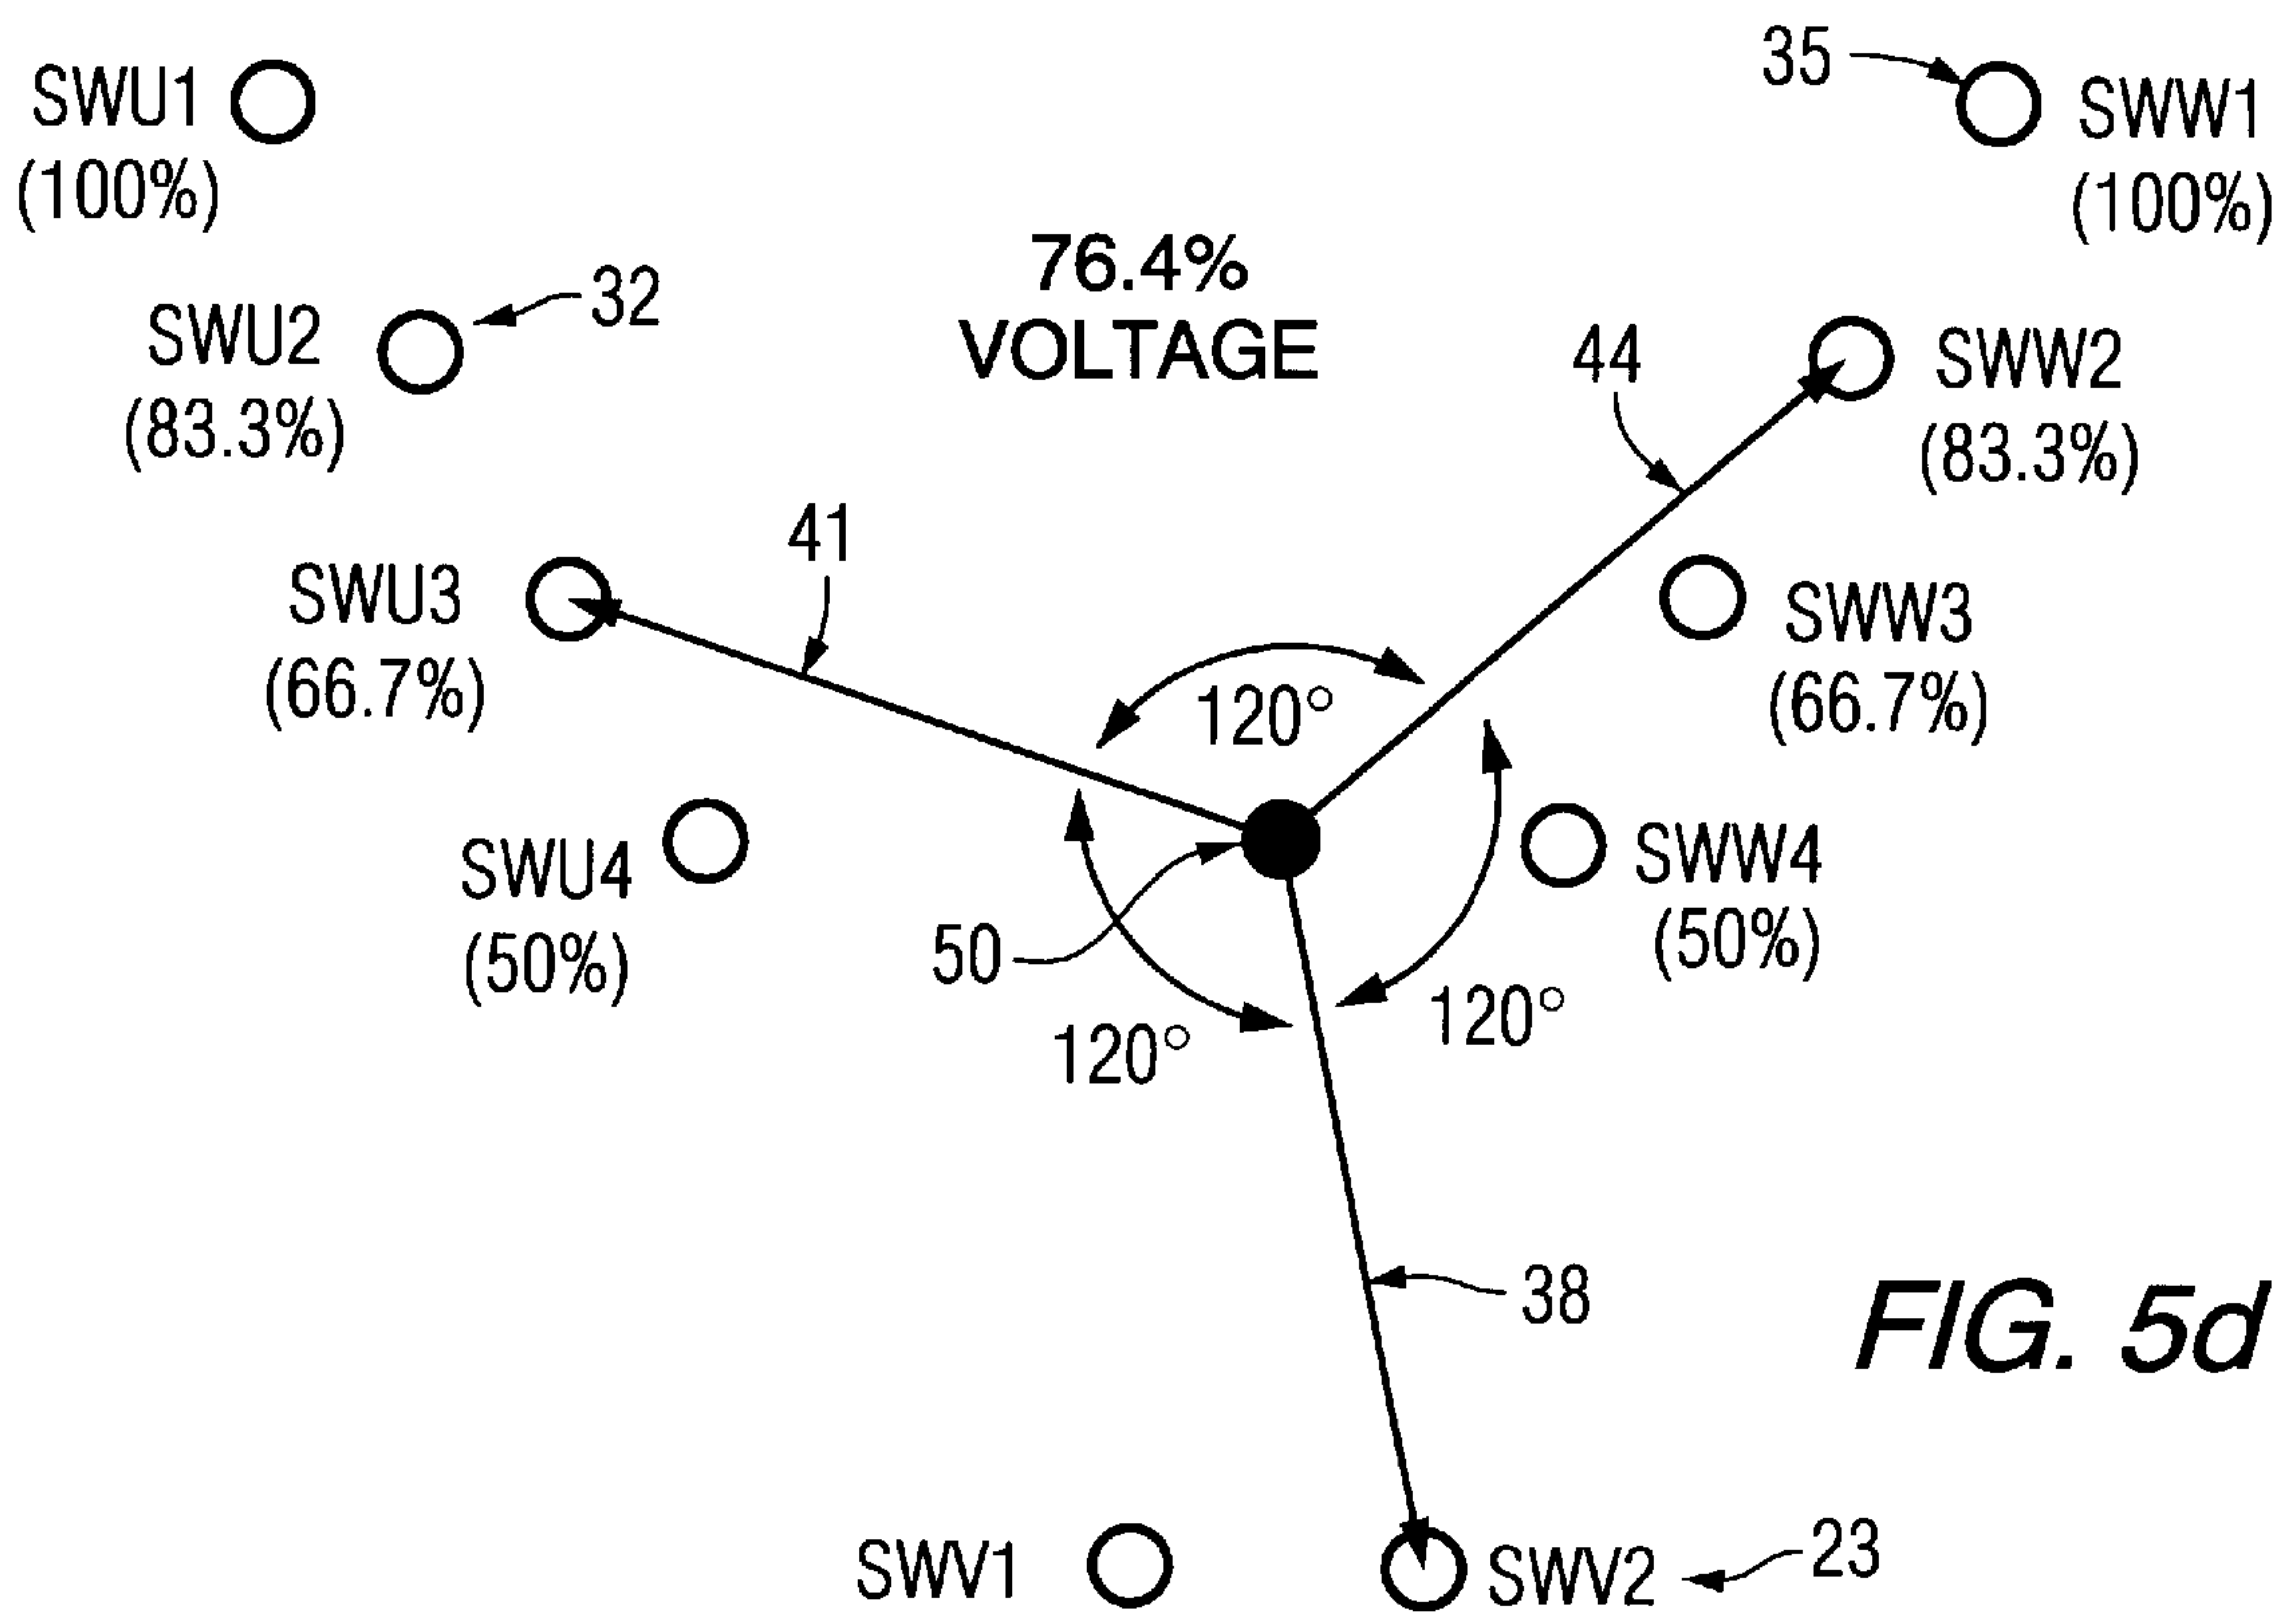 SWU1
(100%)
35
SWW1
(100%)
76.4%
VOLTAGE
SWU2
(83.3%)
32
44
SWW2
(83.3%)
41
SWU3
(66.7%)
SWW3
(66.7%)
120°
SWU4
(50%)
SWW4
(50%)
50
120°
120°
38
FIG. 5d
SWV1
SWV2
23